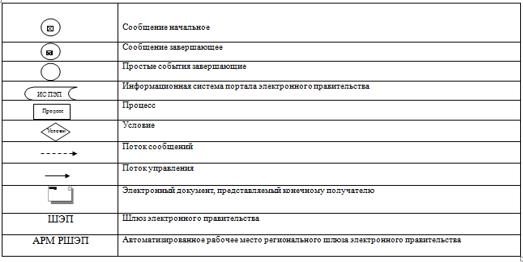 Сообщение начальное
Сообщение завершающее
Простые события завершающие
ИС ПЭП Информационная система портала электронного правительства
Процесс Процесс
Условие Условие
Поток сообщений
Поток управления
Электронный документ, представляемый конечному получателю
ШЭП Шлюз электронного правительства
АРМ РШЭП Автоматизированное рабочее место регионального шлюза электронного правительства